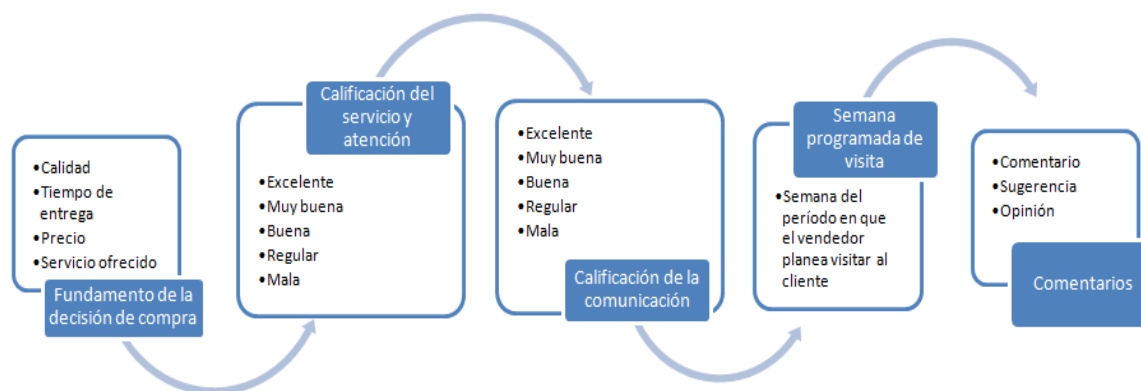 •Calidad
•Tiempo de
entrega
•Precio
•Servicio ofrecido
Fundamento de la
decisión de compra
Calificación del
servicio y
atención
•Excelente
•Muy buena
•Buena
•Regular
•Mala
•Excelente
•Muy buena
•Buena
•Regular
•Mala
Calificación de la
comunicación
Semana
programada de
visita
•Semana del
período en que
el vendedor
planea visitar al
cliente
•Comentario
•Sugerencia
•Opinión
Comentarios